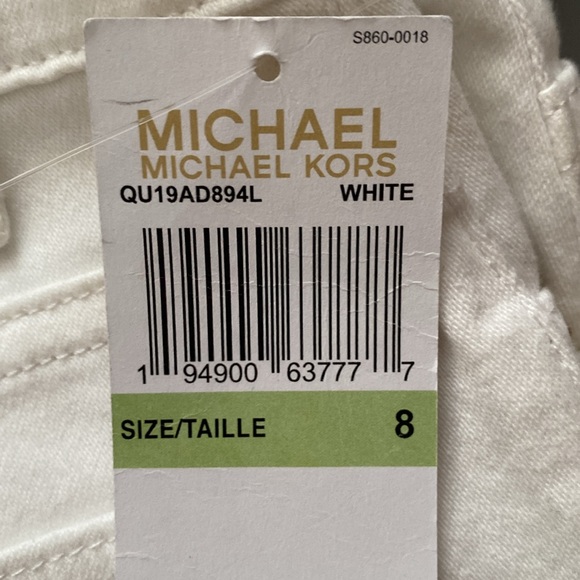 S860-0018
MICHAEL
MICHAEL KORS
QU19AD894L WHITE
1 94900 63777 7
SIZE/TAILLE 8